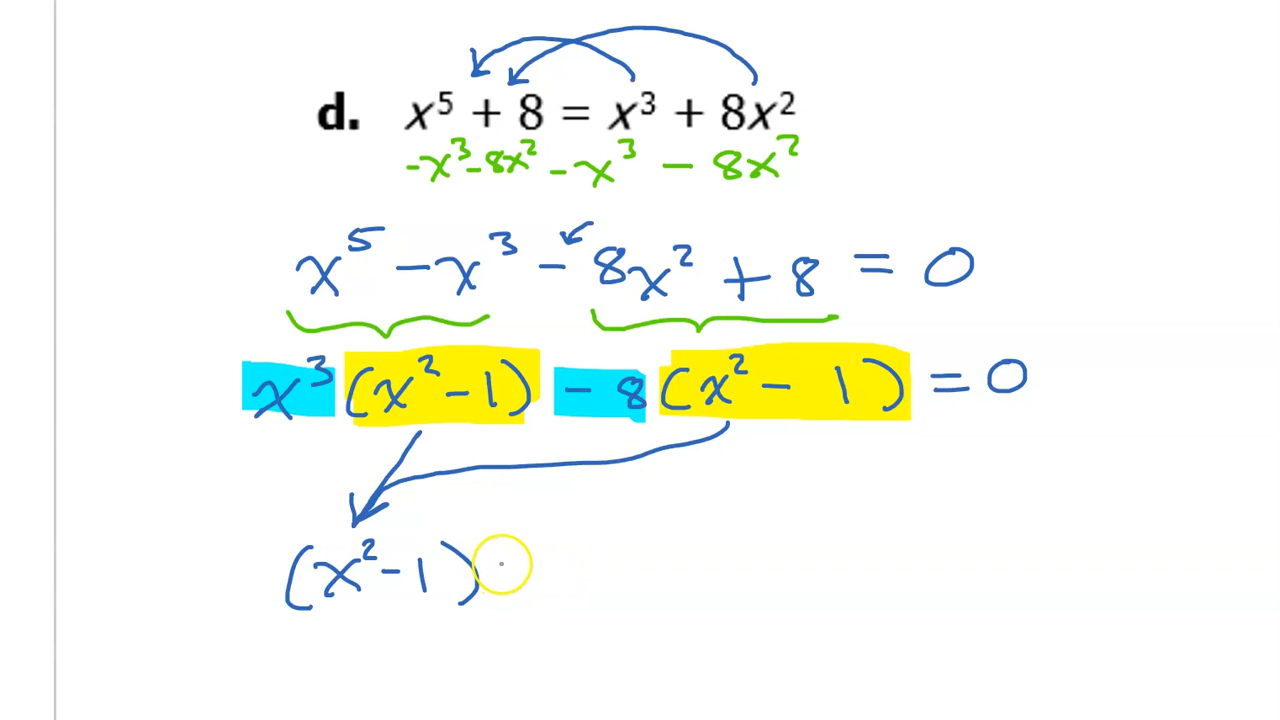 d. x⁵ + 8 = x³ + 8x²
-x³ -8x² -x³ - 8x²
x⁵ - x³ - 8x² + 8 = 0
x³(x² - 1) - 8(x² - 1) = 0
(x² - 1)